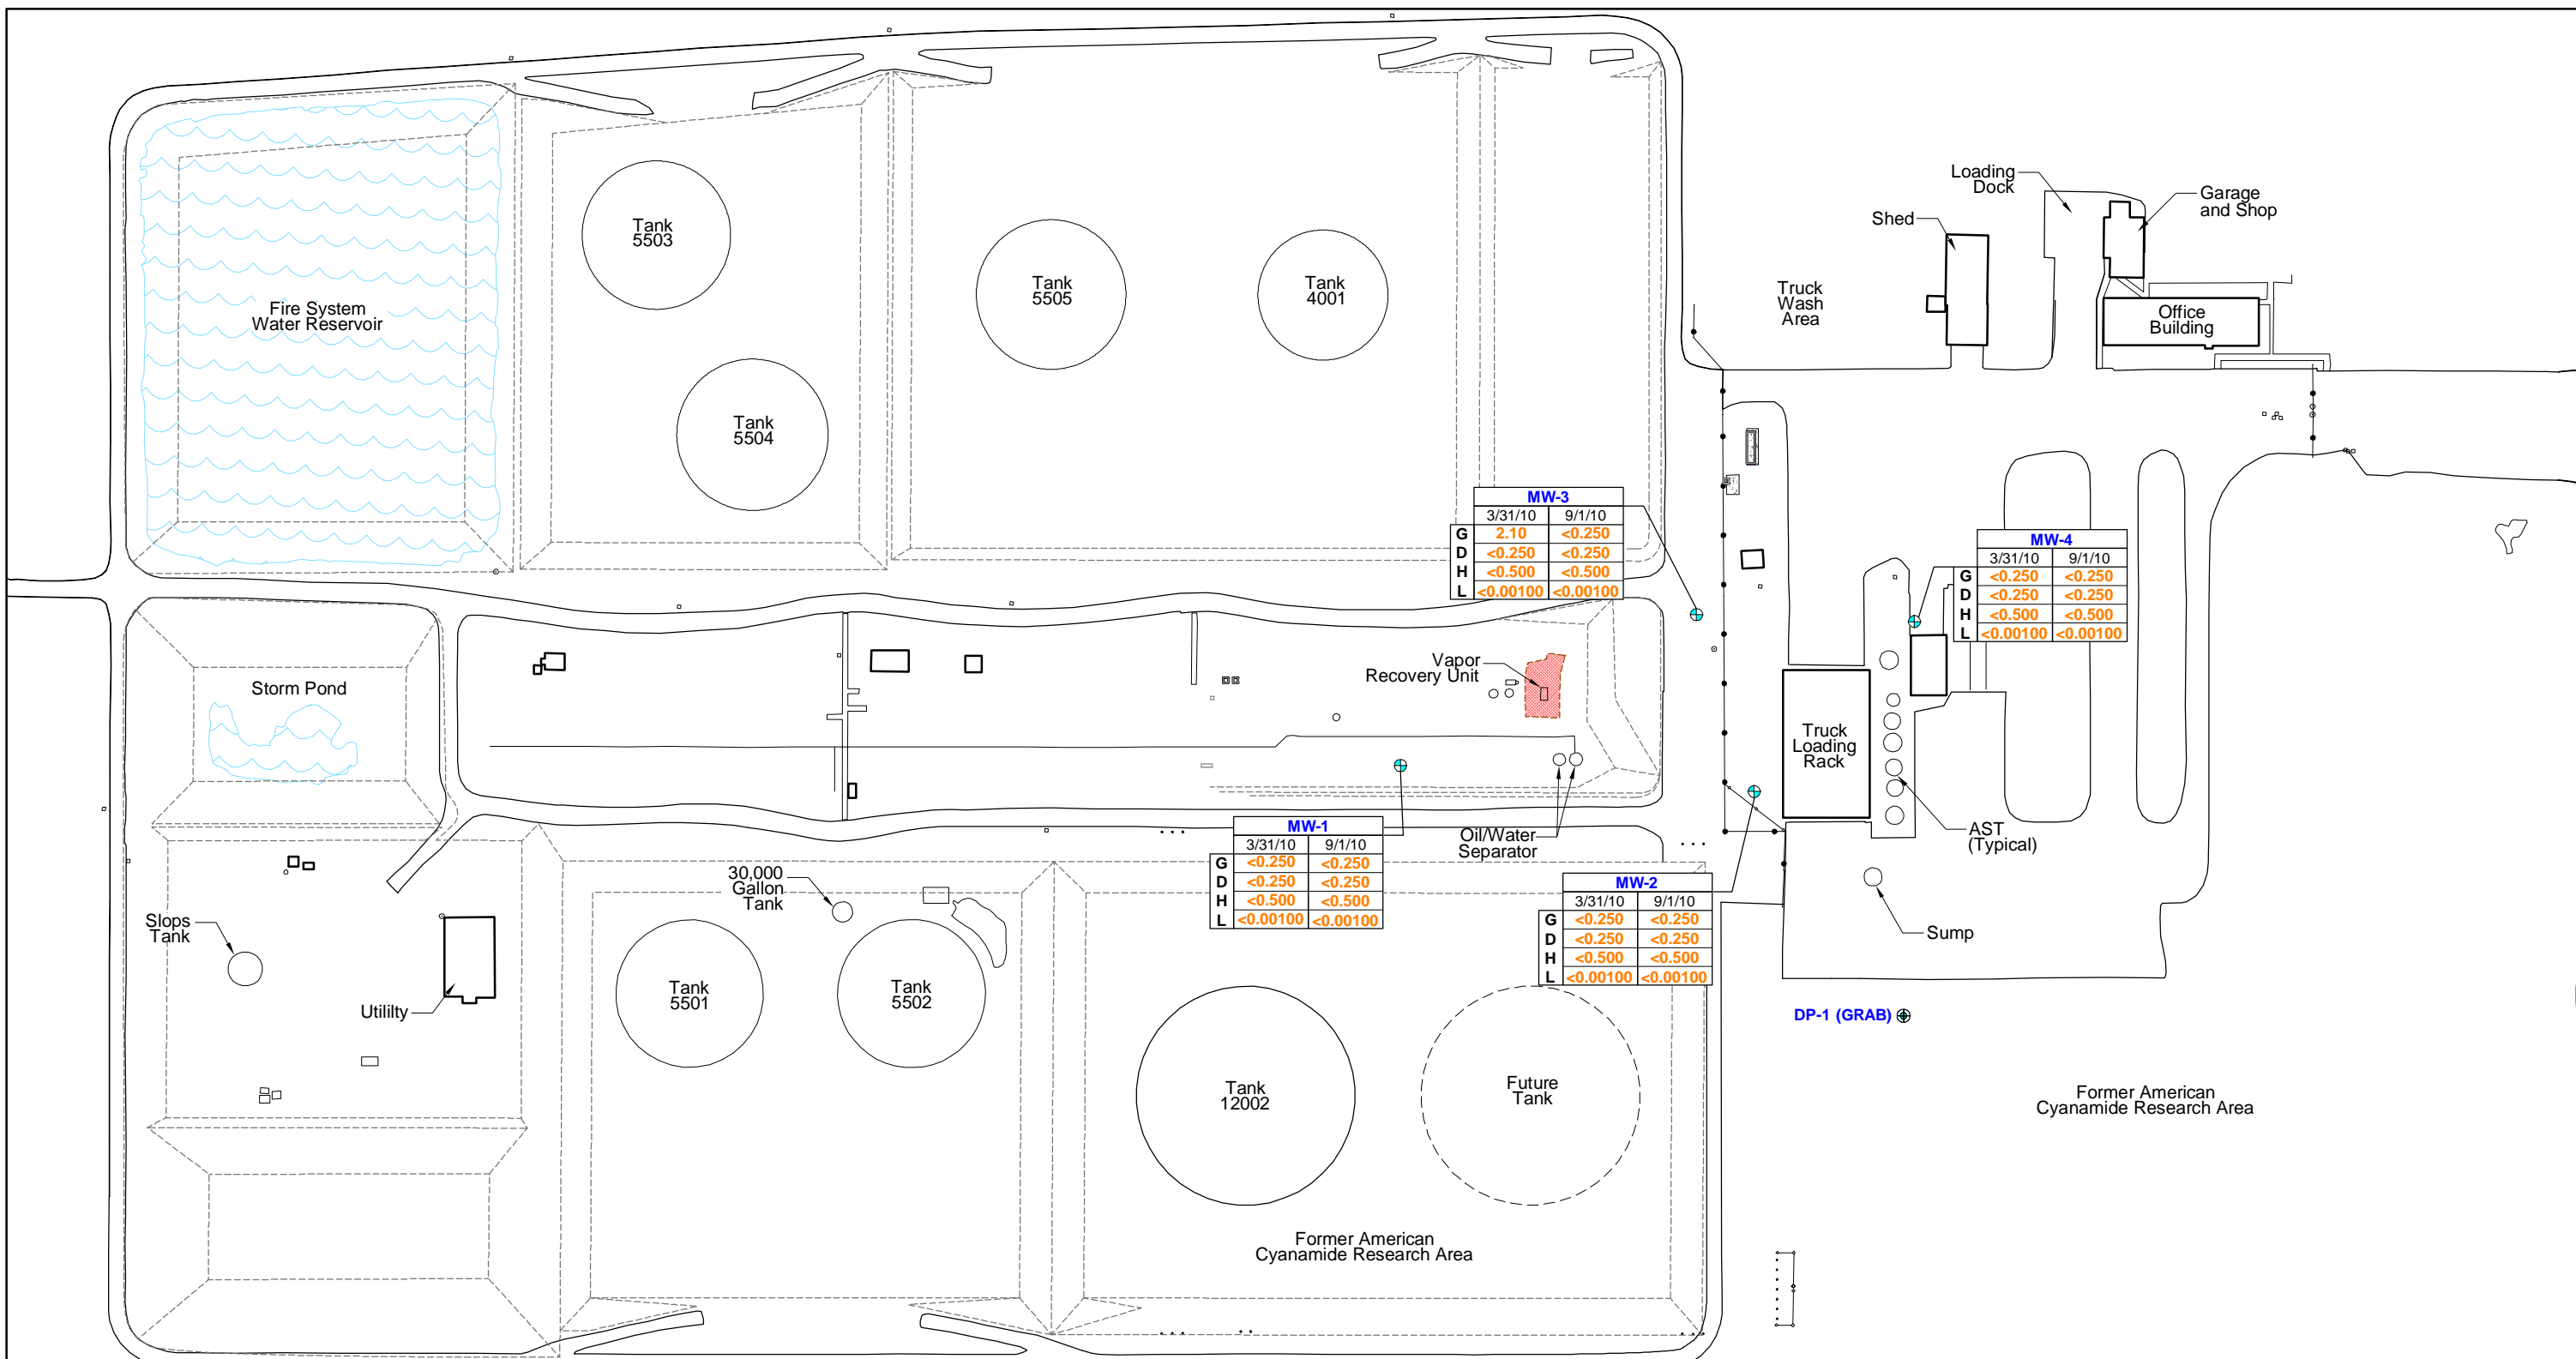 Loading
Dock
Garage
and Shop
Shed
Tank
5503
Tank
5505
Tank
4001
Truck
Wash
Area
Fire System
Water Reservoir
Office
Building
Tank
5504
MW-3
3/31/10 9/1/10
G 2.10 <0.250
D <0.250 <0.250
H <0.500 <0.500
L <0.00100 <0.00100
MW-4
3/31/10 9/1/10
G <0.250 <0.250
D <0.250 <0.250
H <0.500 <0.500
L <0.00100 <0.00100
Vapor
Recovery Unit
Storm Pond
Truck
Loading
Rack
MW-1
3/31/10 9/1/10
G <0.250 <0.250
D <0.250 <0.250
H <0.500 <0.500
L <0.00100 <0.00100
Oil/Water
Separator
AST
(Typical)
30,000
Gallon
Tank
MW-2
3/31/10 9/1/10
G <0.250 <0.250
D <0.250 <0.250
H <0.500 <0.500
L <0.00100 <0.00100
Slops
Tank
Sump
Utililty
Tank
5501
Tank
5502
DP-1 (GRAB)
Tank
12002
Future
Tank
Former American
Cyanamide Research Area
Former American
Cyanamide Research Area